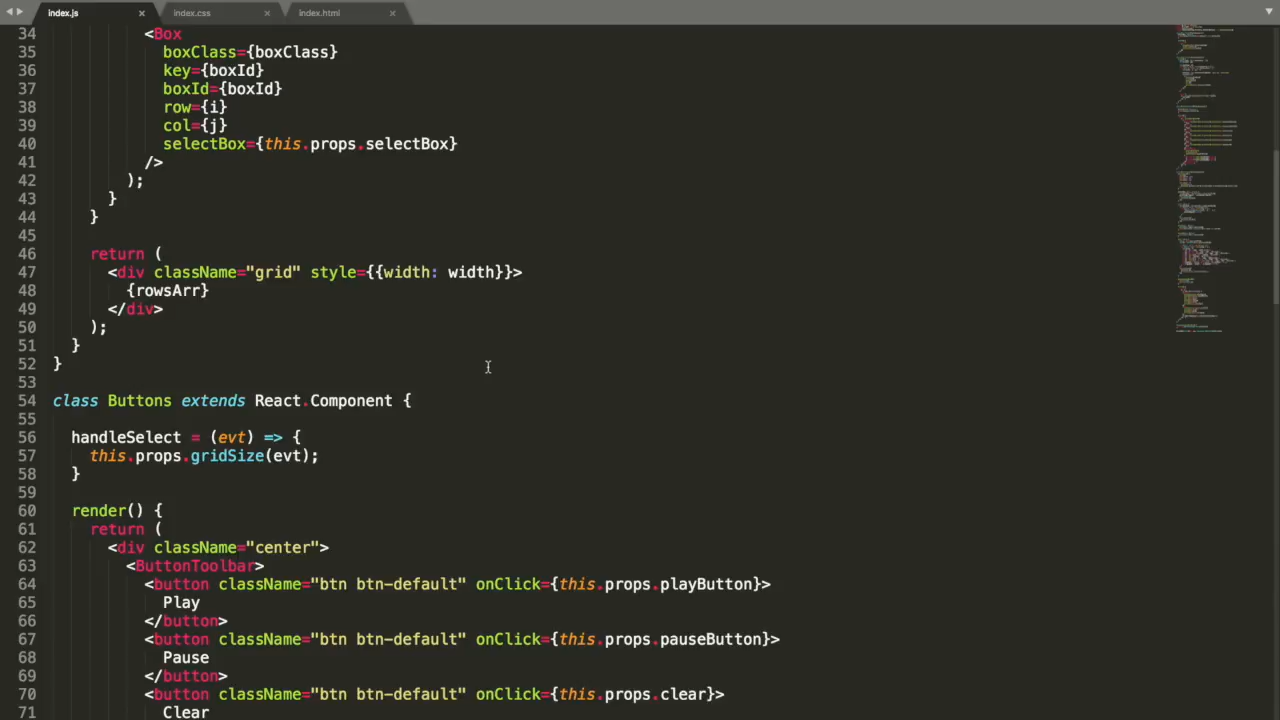 index.js
index.css
index.html
34 <Box
35 boxClass={boxClass}
36 key={boxId}
37 boxId={boxId}
38 row={i}
39 col={j}
40 selectBox={this.props.selectBox}
41 />
42 );
43 }
44 }
45
46 return (
47 <div className="grid" style={{width: width}}>
48 {rowsArr}
49 </div>
50 );
51 }
52 }
53
54 class Buttons extends React.Component {
55
56 handleSelect = (evt) => {
57 this.props.gridSize(evt);
58 }
59
60 render() {
61 return (
62 <div className="center">
63 <ButtonToolbar>
64 <button className="btn btn-default" onClick={this.props.playButton}>
65 Play
66 </button>
67 <button className="btn btn-default" onClick={this.props.pauseButton}>
68 Pause
69 </button>
70 <button className="btn btn-default" onClick={this.props.clear}>
71 Clear